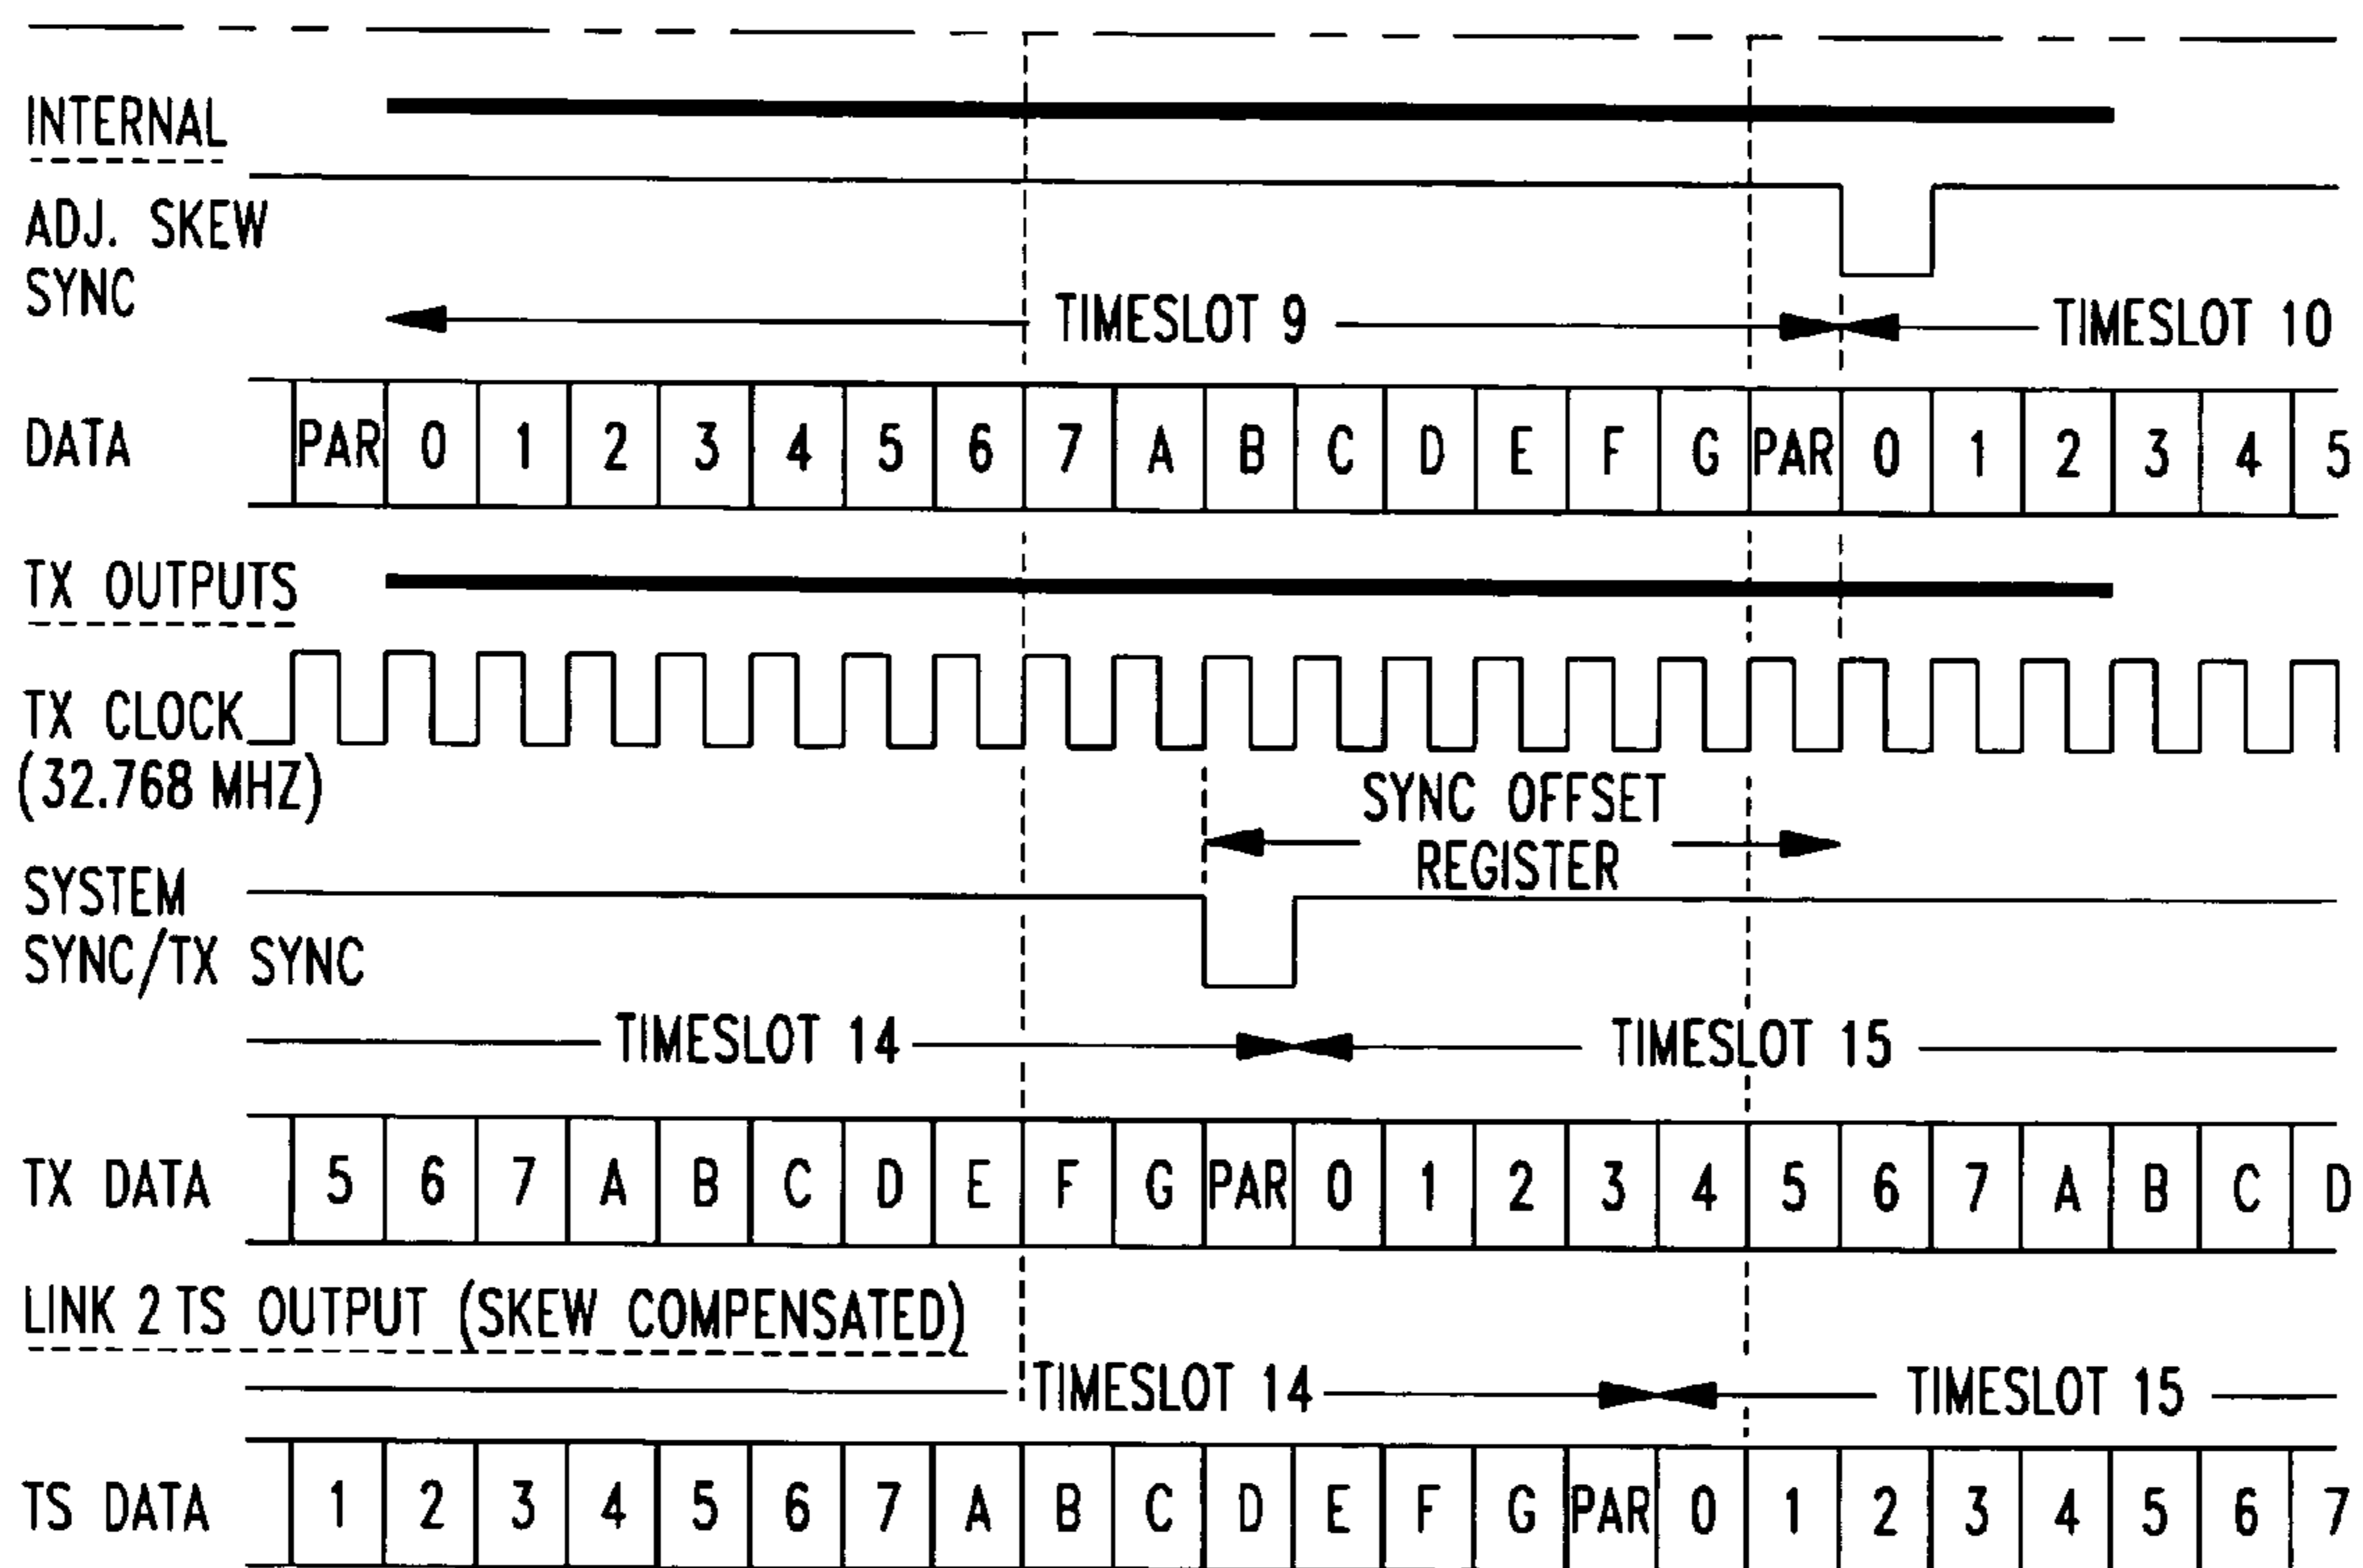 INTERNAL
ADJ. SKEW
SYNC
TIMESLOT 9 TIMESLOT 10
DATA PAR 0 1 2 3 4 5 6 7 A B C D E F G PAR 0 1 2 3 4 5
TX OUTPUTS
TX CLOCK
(32.768 MHZ)
SYNC OFFSET
REGISTER
SYSTEM
SYNC/TX SYNC
TIMESLOT 14 TIMESLOT 15
TX DATA 5 6 7 A B C D E F G PAR 0 1 2 3 4 5 6 7 A B C D
LINK 2 TS OUTPUT (SKEW COMPENSATED)
TIMESLOT 14 TIMESLOT 15
TS DATA 1 2 3 4 5 6 7 A B C D E F G PAR 0 1 2 3 4 5 6 7